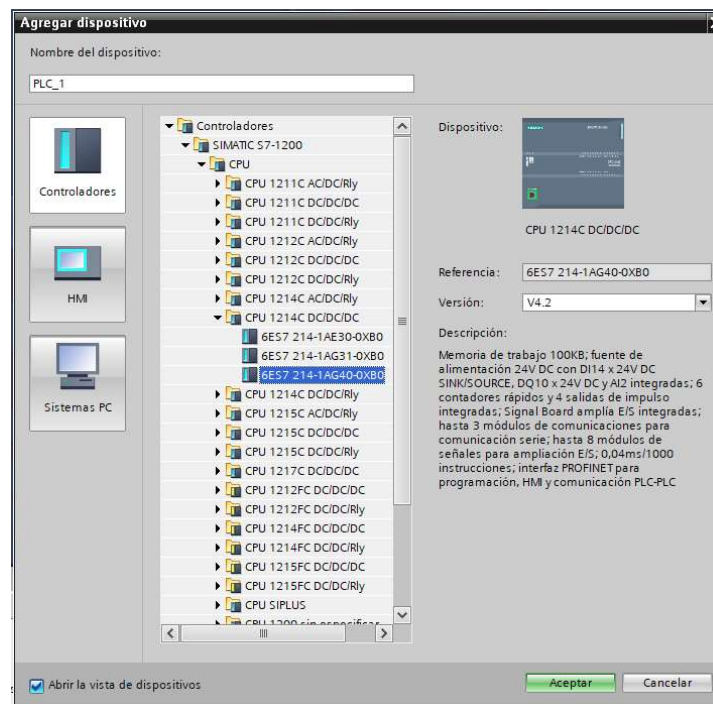 Agregar dispositivo
Nombre del dispositivo:
PLC_1
Controladores
HMI
Sistemas PC
Controladores
SIMATIC S7-1200
CPU
CPU 1211C AC/DC/Rly
CPU 1211C DC/DC/DC
CPU 1211C DC/DC/Rly
CPU 1212C AC/DC/Rly
CPU 1212C DC/DC/DC
CPU 1212C DC/DC/Rly
CPU 1214C AC/DC/Rly
CPU 1214C DC/DC/DC
6ES7 214-1AE30-0XB0
6ES7 214-1AG31-0XB0
6ES7 214-1AG40-0XB0
CPU 1214C DC/DC/Rly
CPU 1215C AC/DC/Rly
CPU 1215C DC/DC/DC
CPU 1215C DC/DC/Rly
CPU 1217C DC/DC/DC
CPU 1212FC DC/DC/DC
CPU 1212FC DC/DC/Rly
CPU 1214FC DC/DC/DC
CPU 1214FC DC/DC/Rly
CPU 1215FC DC/DC/DC
CPU 1215FC DC/DC/Rly
CPU SIPLUS
CPU 1200 sin especificar
Dispositivo:
CPU 1214C DC/DC/DC
Referencia:
6ES7 214-1AG40-0XB0
Versión:
V4.2
Descripción:
Memoria de trabajo 100KB; fuente de
alimentación 24V DC con DI14 x 24V DC
SINK/SOURCE, DQ10 x 24V DC y AI2 integradas; 6
contadores rápidos y 4 salidas de impulso
integradas; Signal Board amplía E/S integradas;
hasta 3 módulos de comunicaciones para
comunicación serie; hasta 8 módulos de
señales para ampliación E/S; 0,04ms/1000
instrucciones; interfaz PROFINET para
programación, HMI y comunicación PLC-PLC
Abrir la vista de dispositivos
Aceptar
Cancelar